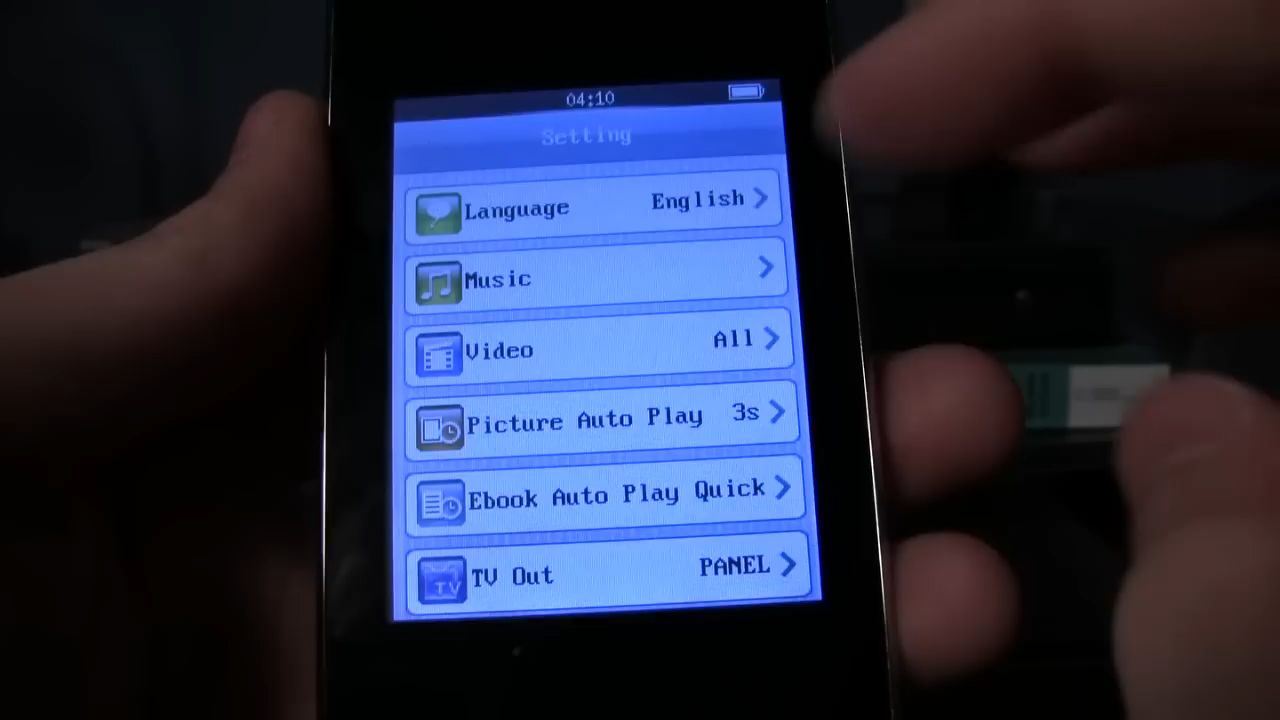 04:10
Setting
Language English
Music
Video All
Picture Auto Play 3s
Ebook Auto Play Quick
TV Out PANEL
TV